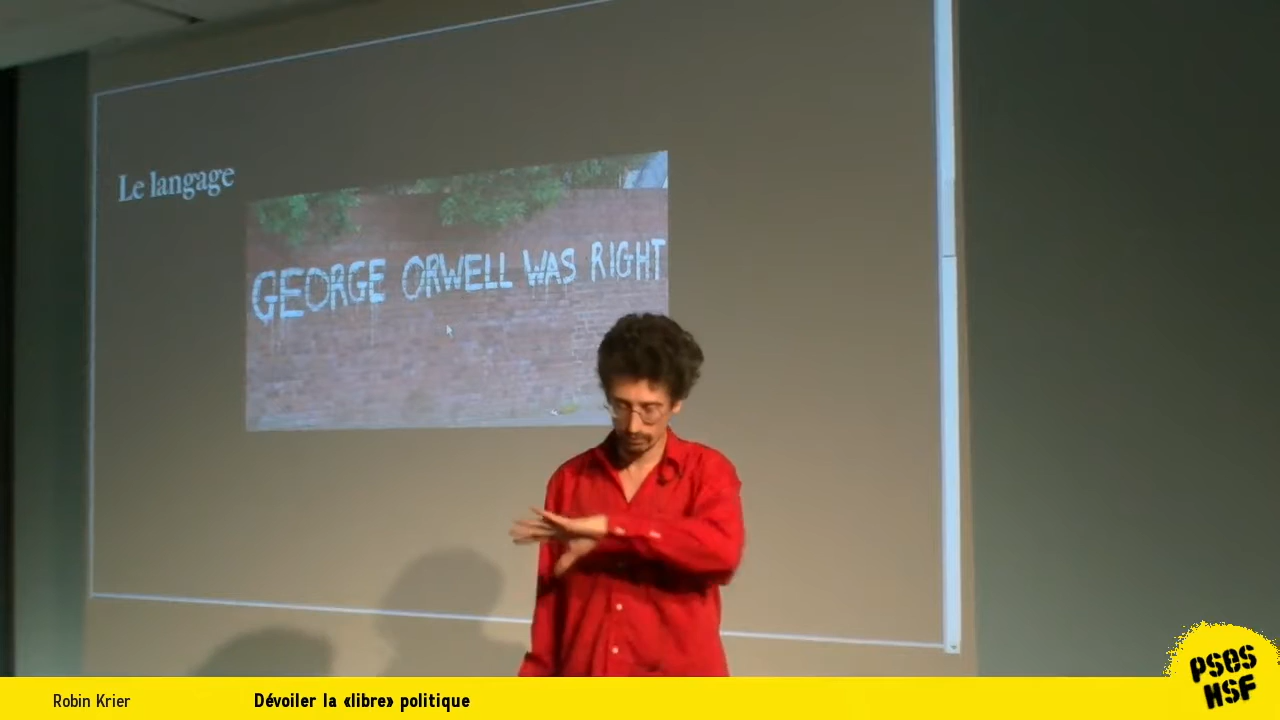 Le langage
GEORGE ORWELL WAS RIGHT
Robin Krier
Dévoiler la «libre» politique
PSES
HSF